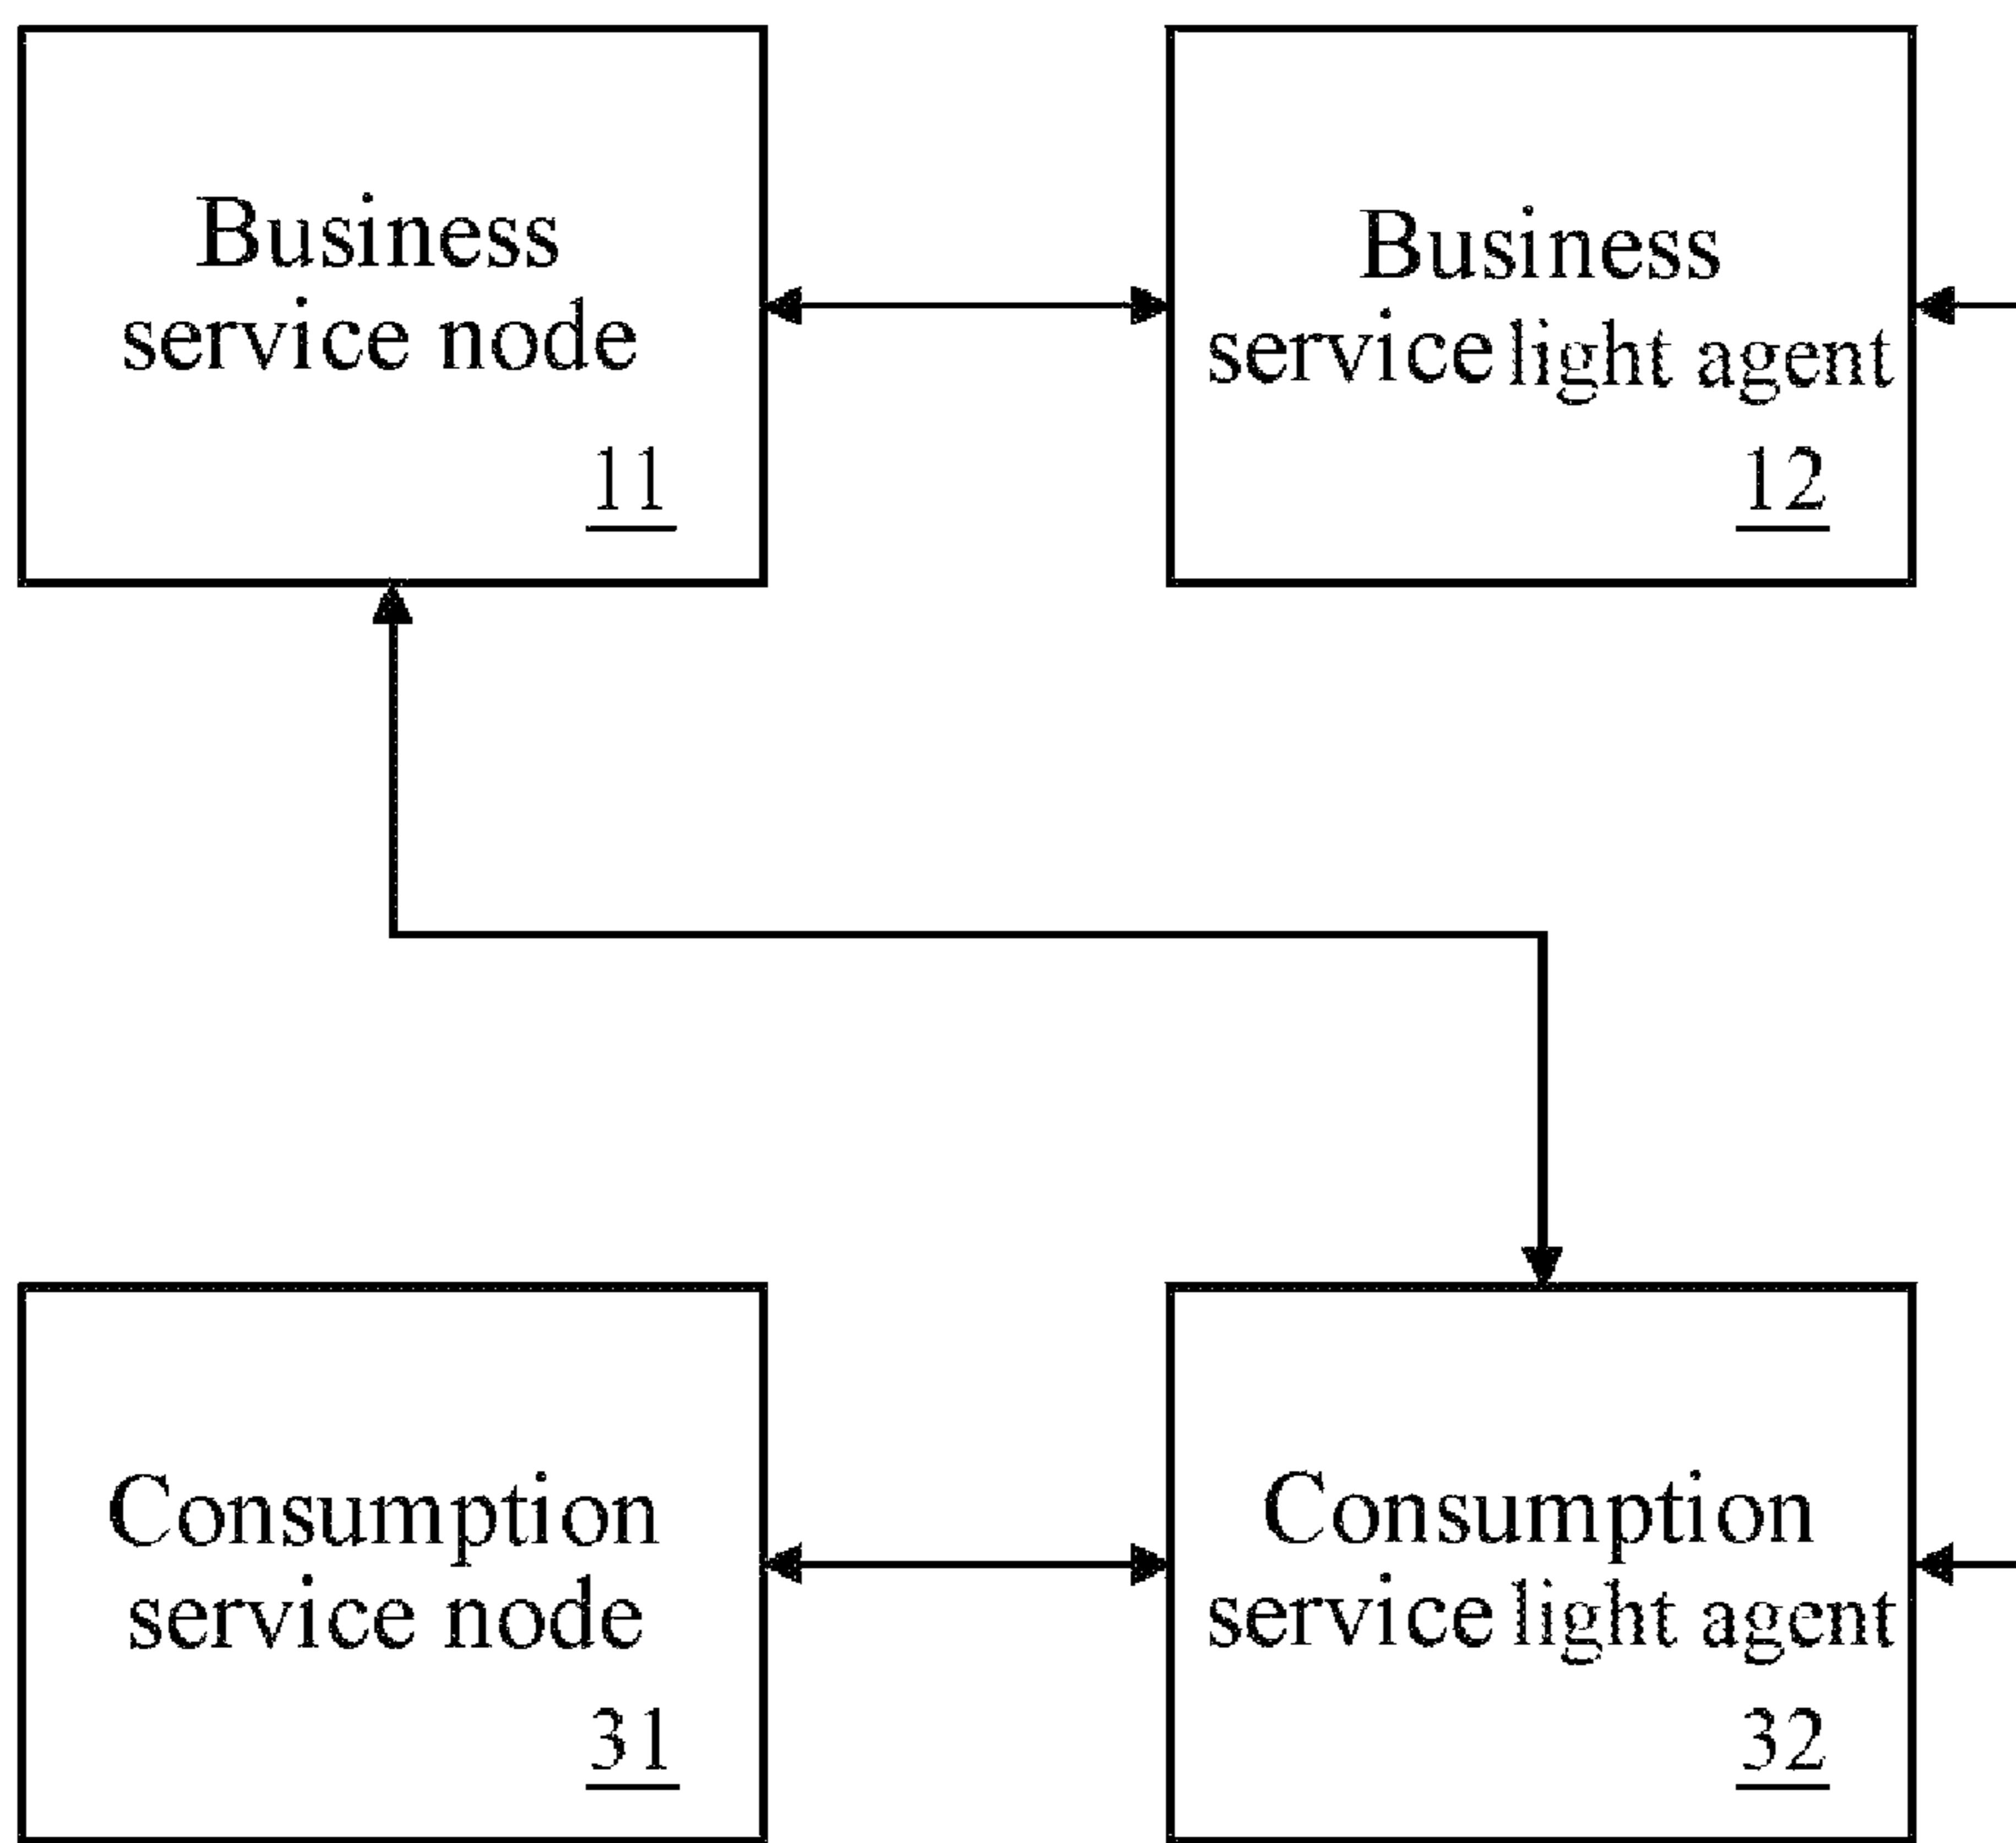 Business
service node
11
Business
service light agent
12
Consumption
service node
31
Consumption
service light agent
32